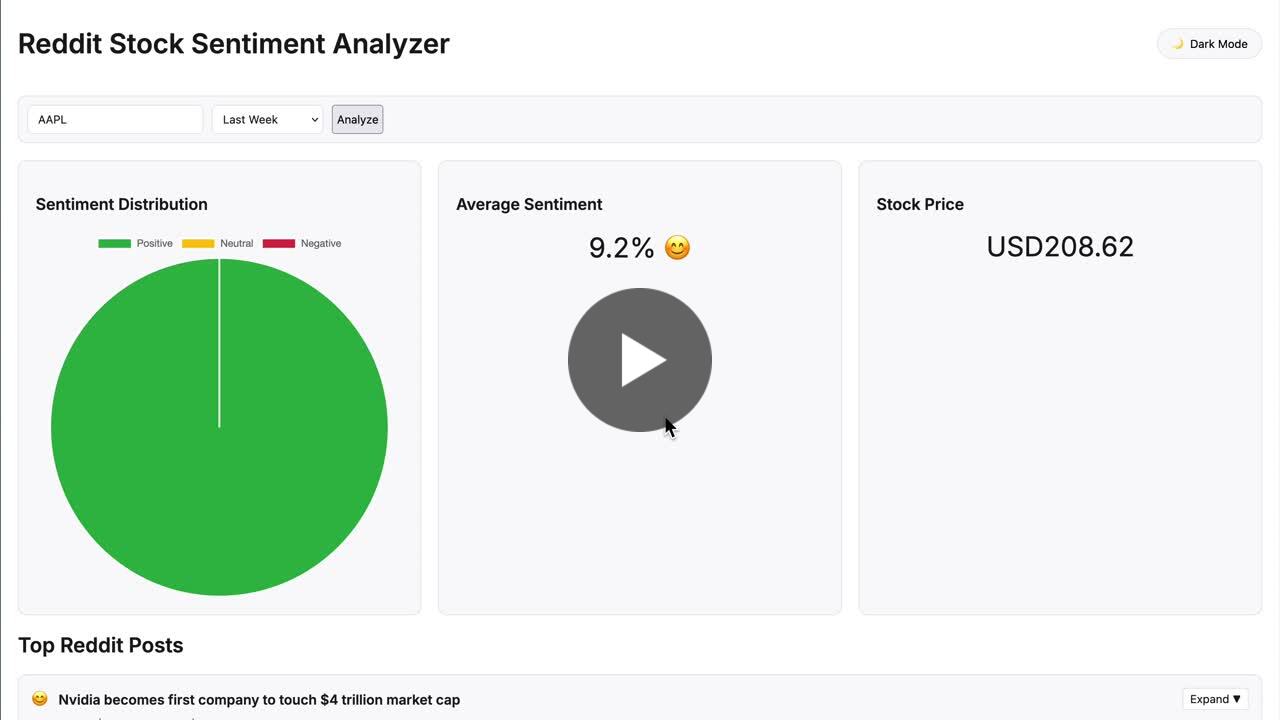 Reddit Stock Sentiment Analyzer
🌙 Dark Mode
AAPL
Last Week
Analyze
Sentiment Distribution
Positive
Neutral
Negative
Average Sentiment
9.2% 😊
Stock Price
USD208.62
Top Reddit Posts
😊 Nvidia becomes first company to touch $4 trillion market cap
Expand ▼